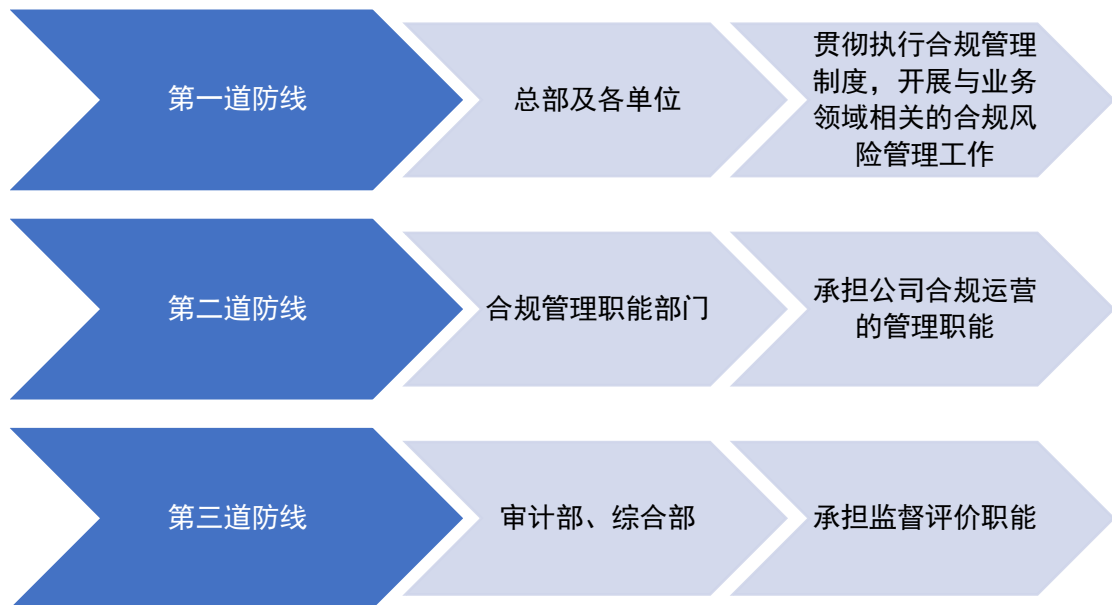 第一道防线
总部及各单位
贯彻执行合规管理
制度，开展与业务
领域相关的合规风
险管理工作
第二道防线
合规管理职能部门
承担公司合规运营
的管理职能
第三道防线
审计部、综合部
承担监督评价职能